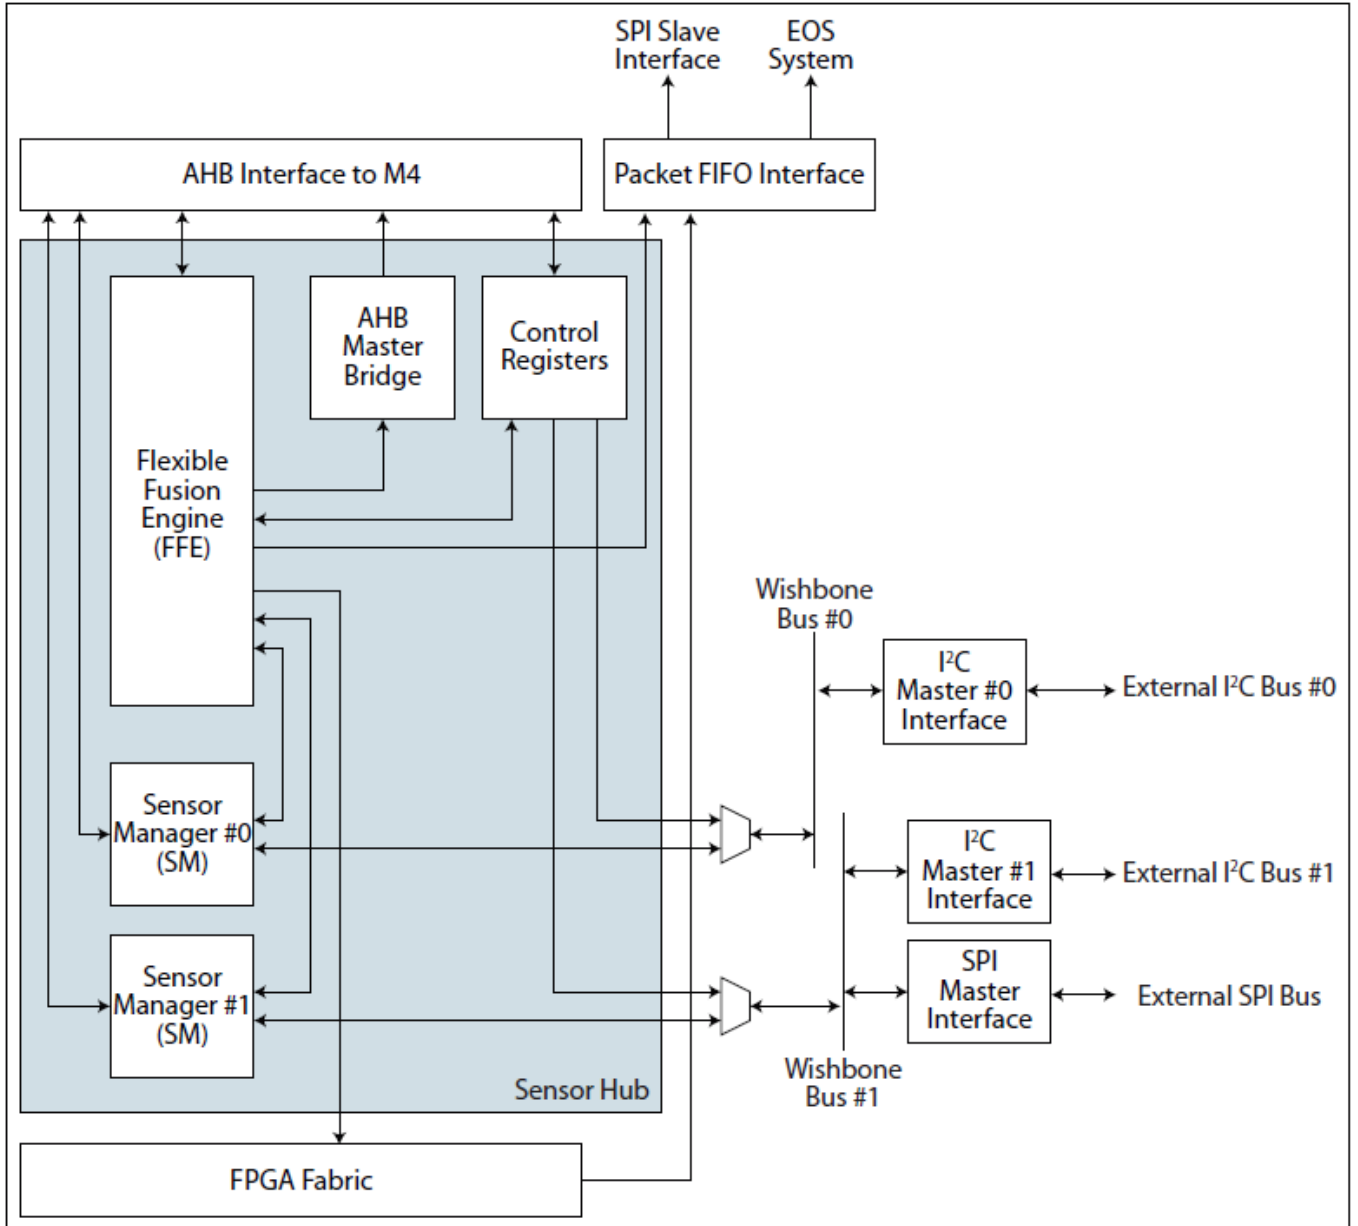 SPI Slave
Interface
EOS
System
AHB Interface to M4
Packet FIFO Interface
AHB
Master
Bridge
Control
Registers
Flexible
Fusion
Engine
(FFE)
Wishbone
Bus #0
I²C
Master #0
Interface
External I²C Bus #0
Sensor
Manager #0
(SM)
I²C
Master #1
Interface
External I²C Bus #1
Sensor
Manager #1
(SM)
SPI
Master
Interface
External SPI Bus
Wishbone
Bus #1
Sensor Hub
FPGA Fabric